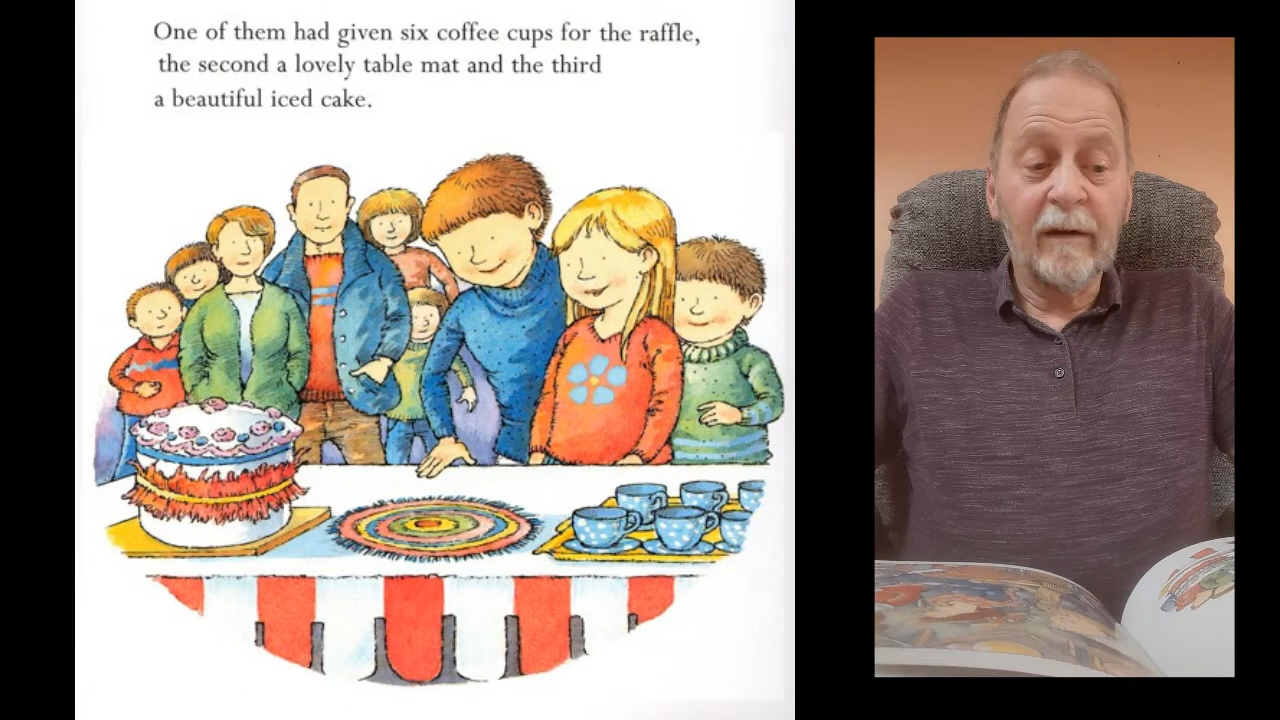 One of them had given six coffee cups for the raffle,
the second a lovely table mat and the third
a beautiful iced cake.